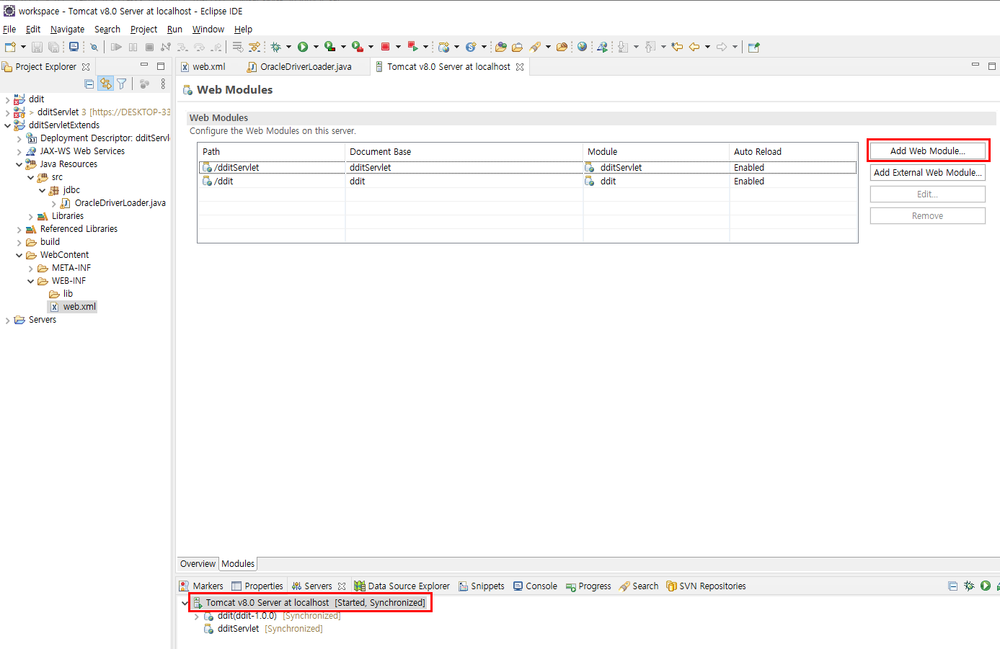 workspace - Tomcat v8.0 Server at localhost - Eclipse IDE
File Edit Navigate Search Project Run Window Help
Project Explorer
web.xml
OracleDriverLoader.java
Tomcat v8.0 Server at localhost
ddit
> dditServlet 3 [https://DESKTOP-33
dditServletExtends
Deployment Descriptor: dditServl
JAX-WS Web Services
Java Resources
src
jdbc
OracleDriverLoader.java
Libraries
Referenced Libraries
build
WebContent
META-INF
WEB-INF
lib
web.xml
Servers
Web Modules
Web Modules
Configure the Web Modules on this server.
Path Document Base Module Auto Reload
/dditServlet dditServlet dditServlet Enabled
/ddit ddit ddit Enabled
Add Web Module...
Add External Web Module...
Edit...
Remove
Overview Modules
Markers Properties Servers Data Source Explorer Snippets Console Progress Search SVN Repositories
Tomcat v8.0 Server at localhost [Started, Synchronized]
ddit(ddit-1.0.0) [Synchronized]
dditServlet [Synchronized]